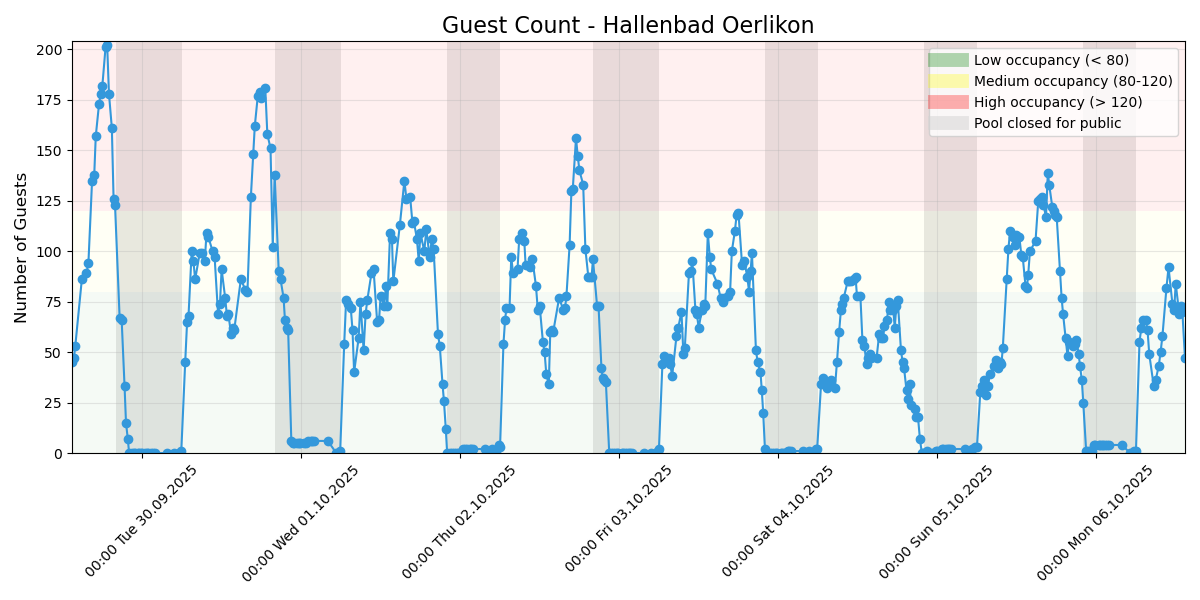 Guest Count - Hallenbad Oerlikon
Number of Guests
200
175
150
125
100
75
50
25
0
Low occupancy (< 80)
Medium occupancy (80-120)
High occupancy (> 120)
Pool closed for public
00:00 Tue 30.09.2025
00:00 Wed 01.10.2025
00:00 Thu 02.10.2025
00:00 Fri 03.10.2025
00:00 Sat 04.10.2025
00:00 Sun 05.10.2025
00:00 Mon 06.10.2025